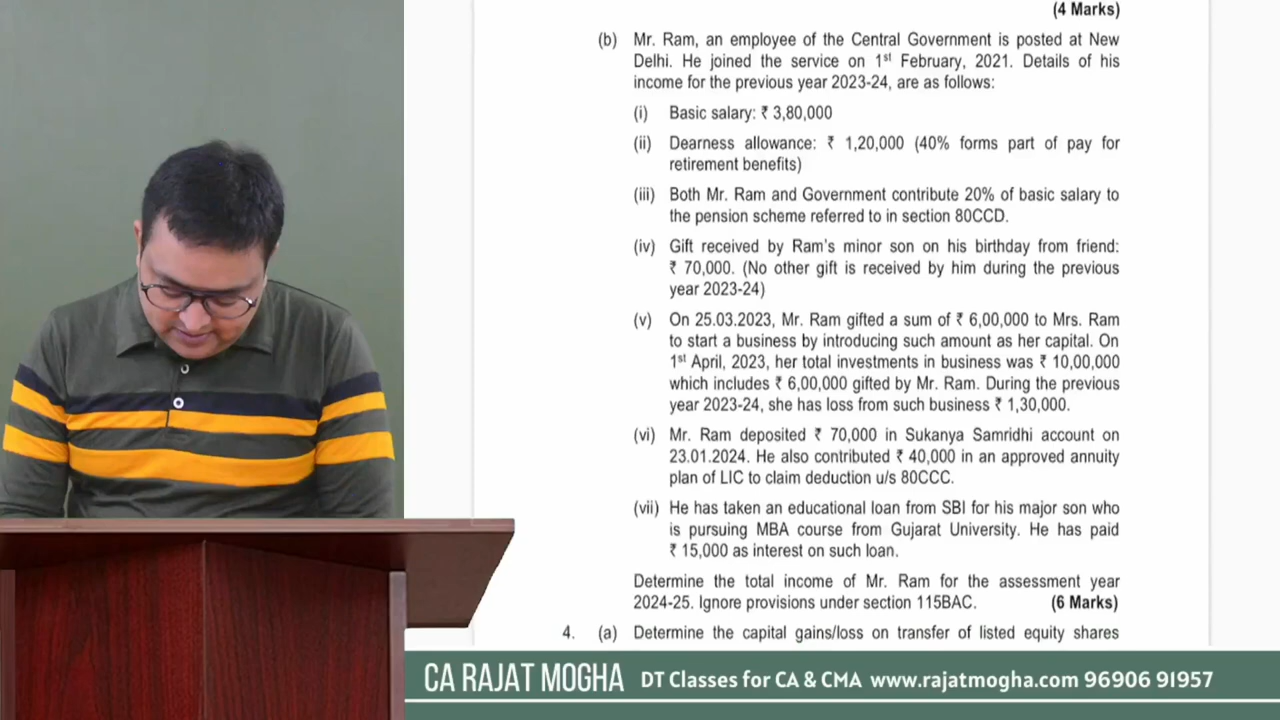 (4 Marks)
(b) Mr. Ram, an employee of the Central Government is posted at New
Delhi. He joined the service on 1st February, 2021. Details of his
income for the previous year 2023-24, are as follows:
(i) Basic salary: ₹ 3,80,000
(ii) Dearness allowance: ₹ 1,20,000 (40% forms part of pay for
retirement benefits)
(iii) Both Mr. Ram and Government contribute 20% of basic salary to
the pension scheme referred to in section 80CCD.
(iv) Gift received by Ram's minor son on his birthday from friend:
₹ 70,000. (No other gift is received by him during the previous
year 2023-24)
(v) On 25.03.2023, Mr. Ram gifted a sum of ₹ 6,00,000 to Mrs. Ram
to start a business by introducing such amount as her capital. On
1st April, 2023, her total investments in business was ₹ 10,00,000
which includes ₹ 6,00,000 gifted by Mr. Ram. During the previous
year 2023-24, she has loss from such business ₹ 1,30,000.
(vi) Mr. Ram deposited ₹ 70,000 in Sukanya Samridhi account on
23.01.2024. He also contributed ₹ 40,000 in an approved annuity
plan of LIC to claim deduction u/s 80CCC.
(vii) He has taken an educational loan from SBI for his major son who
is pursuing MBA course from Gujarat University. He has paid
₹ 15,000 as interest on such loan.
Determine the total income of Mr. Ram for the assessment year
2024-25. Ignore provisions under section 115BAC. (6 Marks)
4. (a) Determine the capital gains/loss on transfer of listed equity shares
CA RAJAT MOGHA DT Classes for CA & CMA www.rajatmogha.com 96906 91957